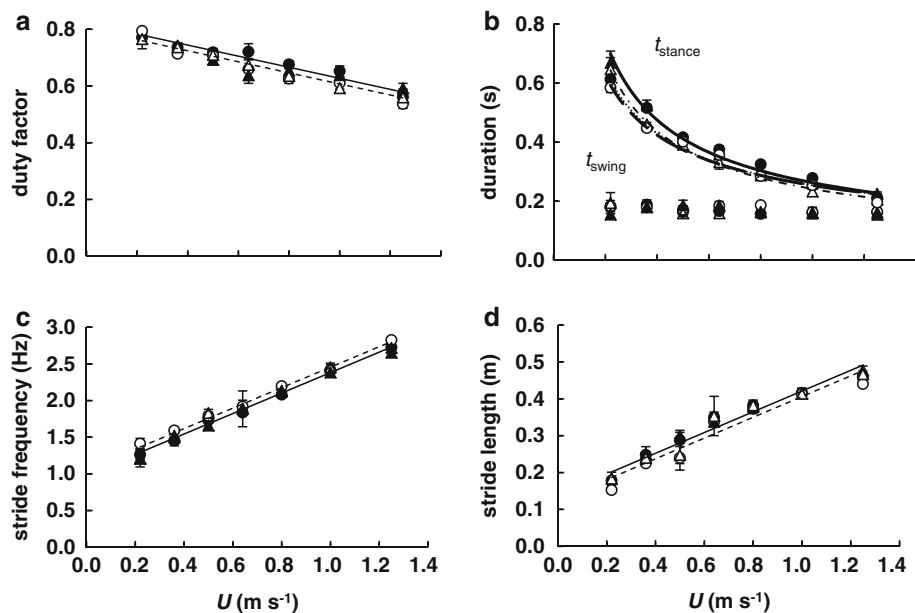 a
duty factor
0.8
0.6
0.4
0.2
0.0
b
duration (s)
0.8
0.6
0.4
0.2
0.0
tstance
tswing
c
stride frequency (Hz)
3.0
2.5
2.0
1.5
1.0
0.5
0.0
0.0 0.2 0.4 0.6 0.8 1.0 1.2 1.4
U (m s-1)
d
stride length (m)
0.6
0.5
0.4
0.3
0.2
0.1
0.0
0.0 0.2 0.4 0.6 0.8 1.0 1.2 1.4
U (m s-1)